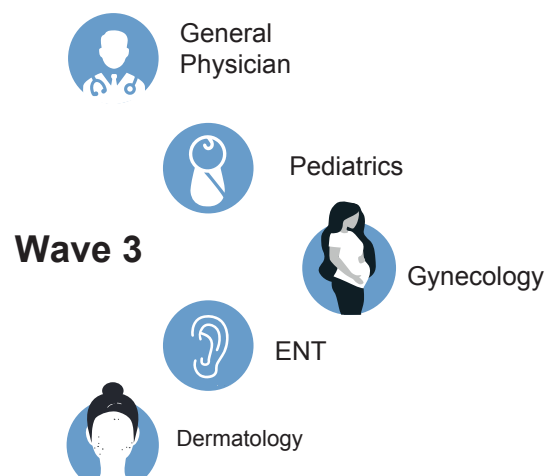 General
Physician
Pediatrics
Wave 3
Gynecology
ENT
Dermatology